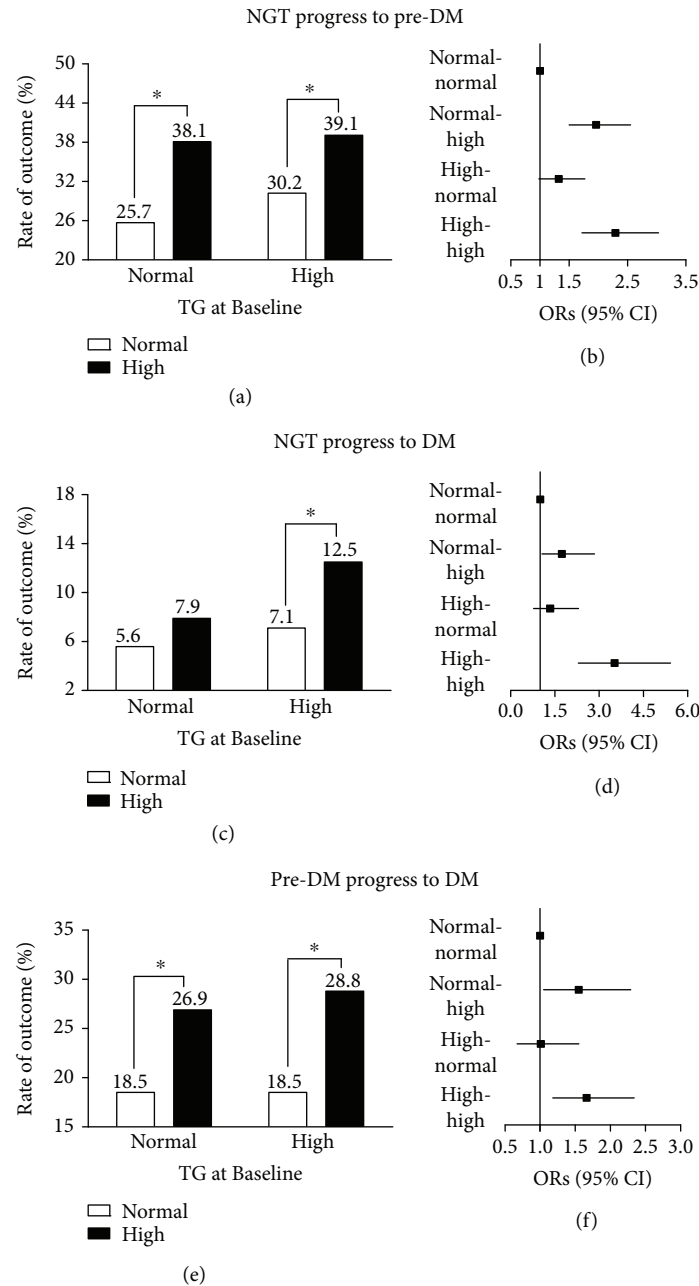 NGT progress to pre-DM
Rate of outcome (%)
50
44
38
32
26
20
*
*
25.7
38.1
30.2
39.1
Normal
High
TG at Baseline
Normal
High
(a)
Normal-
normal
Normal-
high
High-
normal
High-
high
0.5 1 1.5 2.5 3.5
ORs (95% CI)
(b)
NGT progress to DM
Rate of outcome (%)
18
14
10
6
2
*
5.6
7.9
7.1
12.5
Normal
High
TG at Baseline
Normal
High
(c)
Normal-
normal
Normal-
high
High-
normal
High-
high
0.0 1.5 3.0 4.5 6.0
ORs (95% CI)
(d)
Pre-DM progress to DM
Rate of outcome (%)
35
30
25
20
15
*
*
18.5
26.9
18.5
28.8
Normal
High
TG at Baseline
Normal
High
(e)
Normal-
normal
Normal-
high
High-
normal
High-
high
0.5 1.0 1.5 2.0 2.5 3.0
ORs (95% CI)
(f)